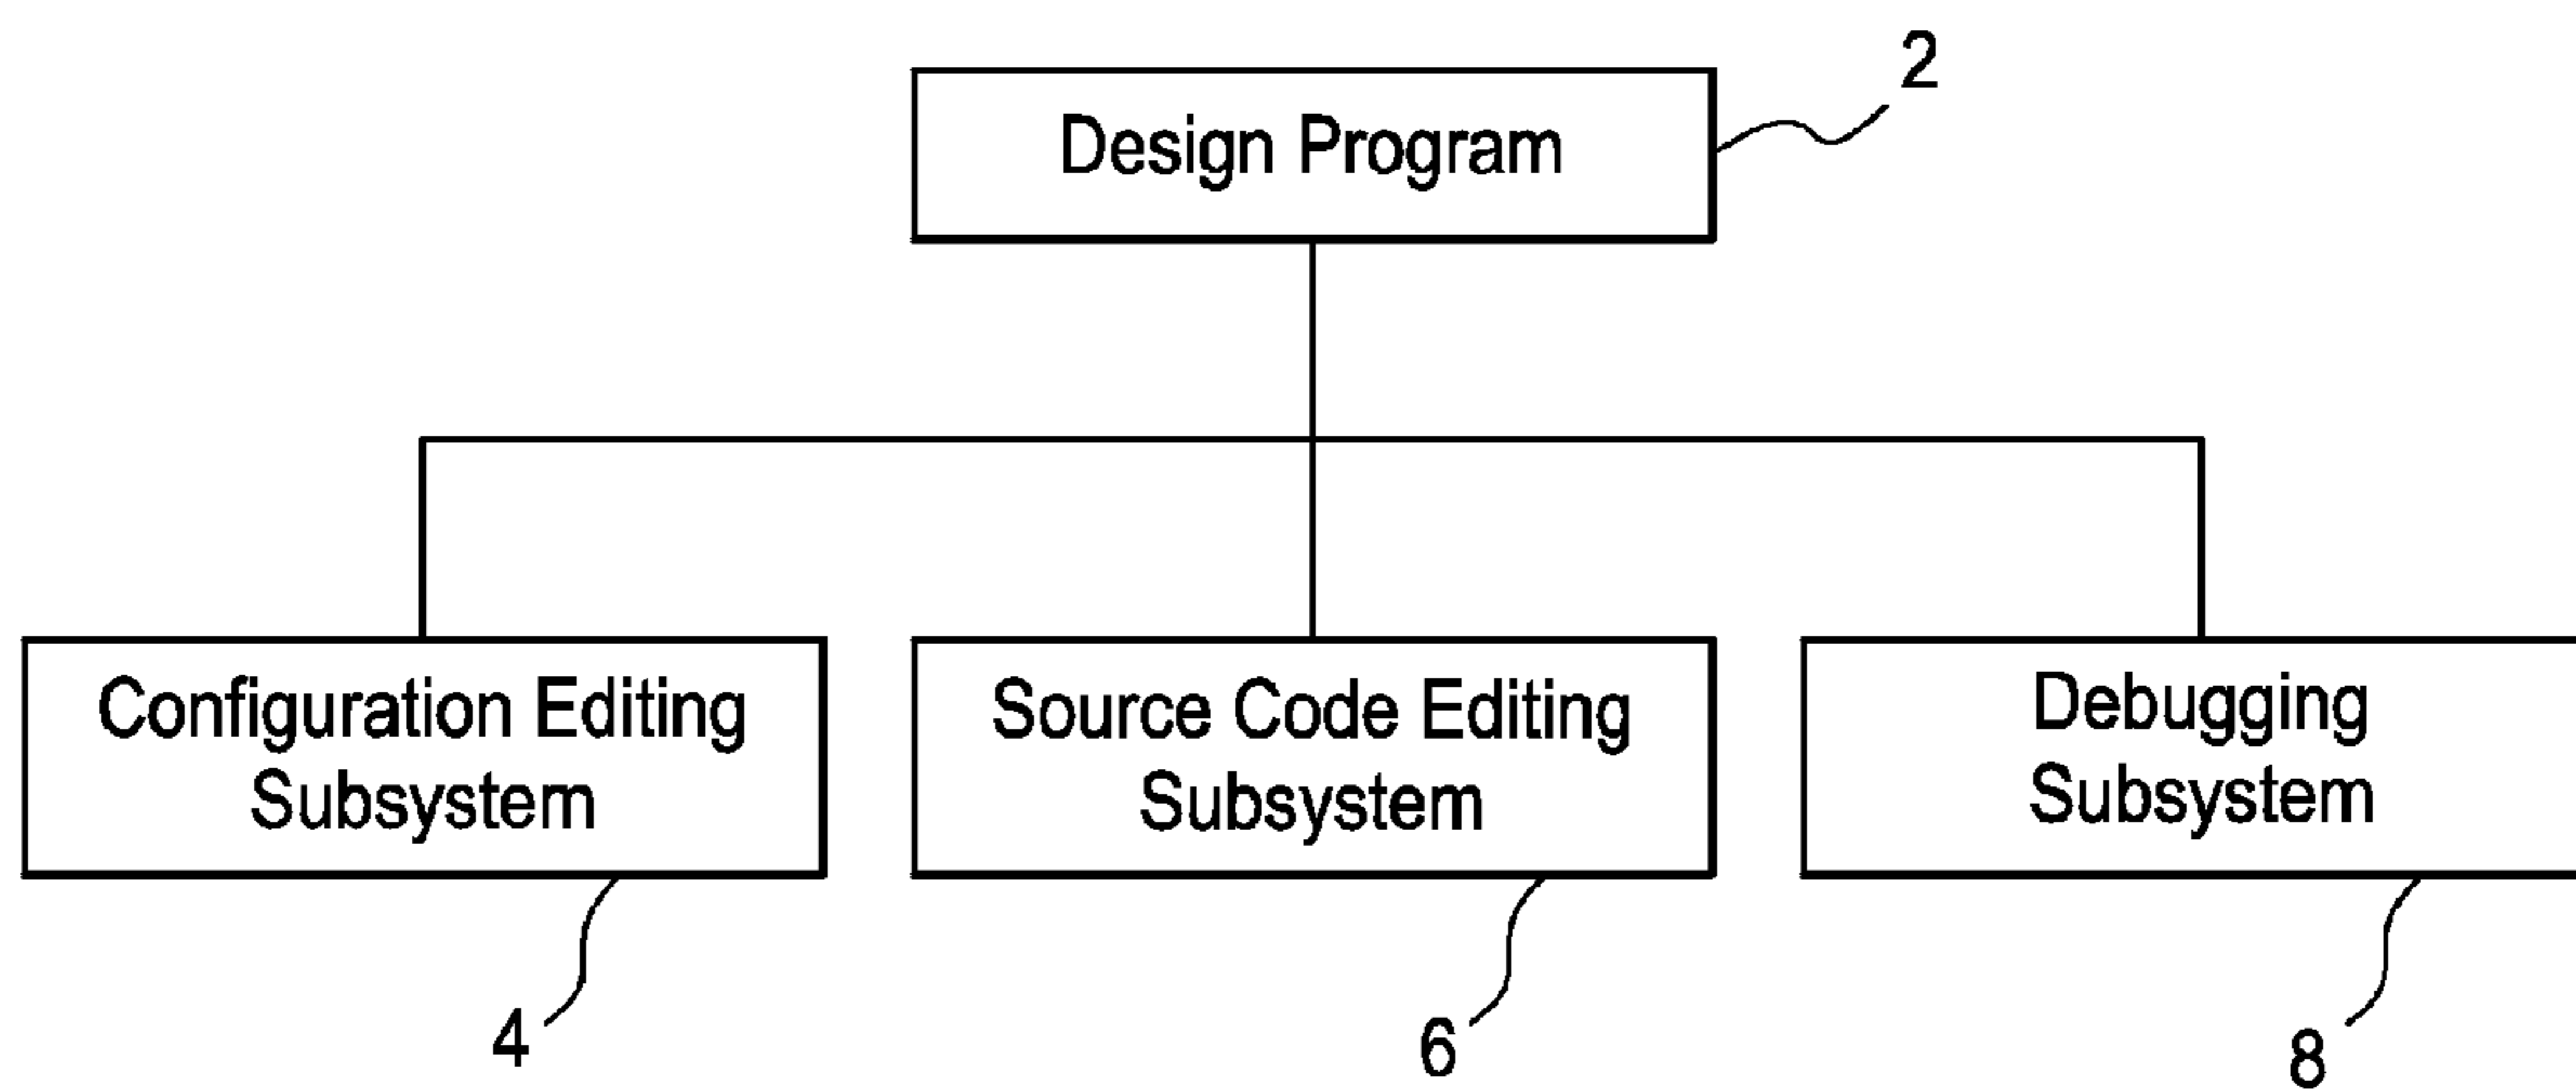 2
Design Program
Configuration Editing
Subsystem
Source Code Editing
Subsystem
Debugging
Subsystem
4
6
8